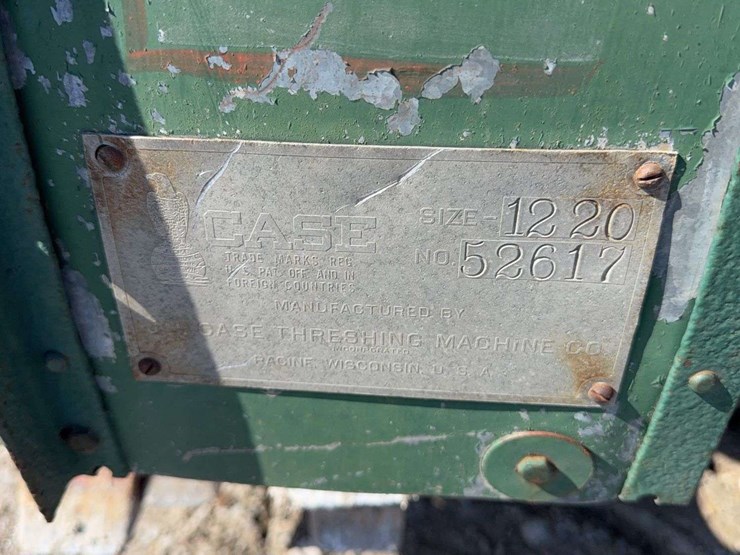 CASE
TRADE MARKS REG.
U.S. PAT. OFF. AND IN
FOREIGN COUNTRIES
SIZE - 12 20
NO. 52617
MANUFACTURED BY
CASE THRESHING MACHINE CO.
INCORPORATED
RACINE, WISCONSIN, U.S.A.